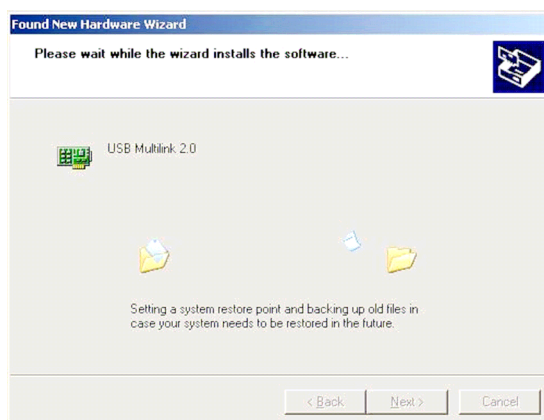 Found New Hardware Wizard
Please wait while the wizard installs the software...
USB Multilink 2.0
Setting a system restore point and backing up old files in
case your system needs to be restored in the future.
< Back
Next >
Cancel